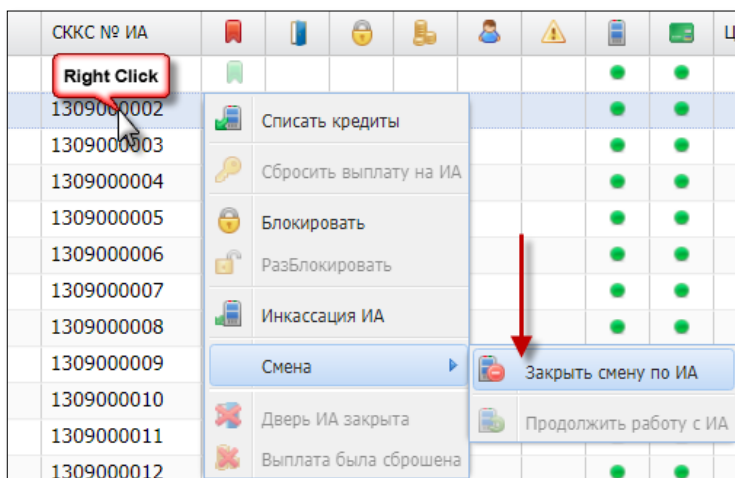 СККС № ИА
Ц
Right Click
1309000002
1309000003
1309000004
1309000005
1309000006
1309000007
1309000008
1309000009
1309000010
1309000011
1309000012
Списать кредиты
Сбросить выплату на ИА
Блокировать
РазБлокировать
Инкассация ИА
Смена
Дверь ИА закрыта
Выплата была сброшена
Закрыть смену по ИА
Продолжить работу с ИА